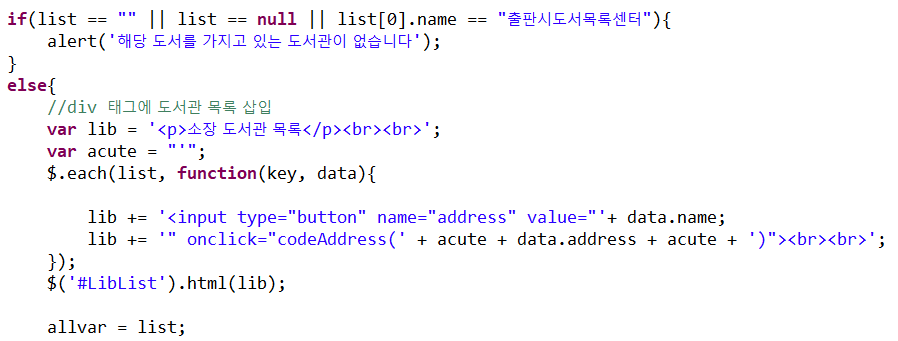 if(list == "" || list == null || list[0].name == "출판시도서목록센터"){
    alert('해당 도서를 가지고 있는 도서관이 없습니다');
}
else{
    //div 태그에 도서관 목록 삽입
    var lib = '<p>소장 도서관 목록</p><br><br>';
    var acute = "'";
    $.each(list, function(key, data){

        lib += '<input type="button" name="address" value="'+ data.name;
        lib += '" onclick="codeAddress(' + acute + data.address + acute + ')"><br><br>';
    });
    $('#LibList').html(lib);

    allvar = list;